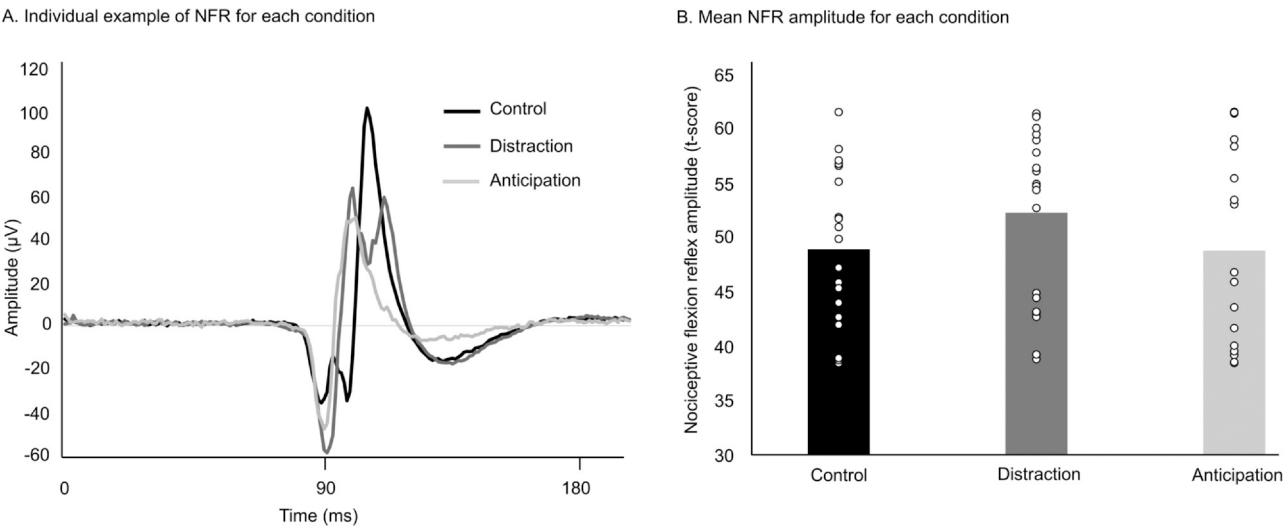 A. Individual example of NFR for each condition
120
100
80
60
40
20
0
-20
-40
-60
Amplitude (µV)
0
90
180
Time (ms)
Control
Distraction
Anticipation
B. Mean NFR amplitude for each condition
65
60
55
50
45
40
35
30
Nociceptive flexion reflex amplitude (t-score)
Control
Distraction
Anticipation